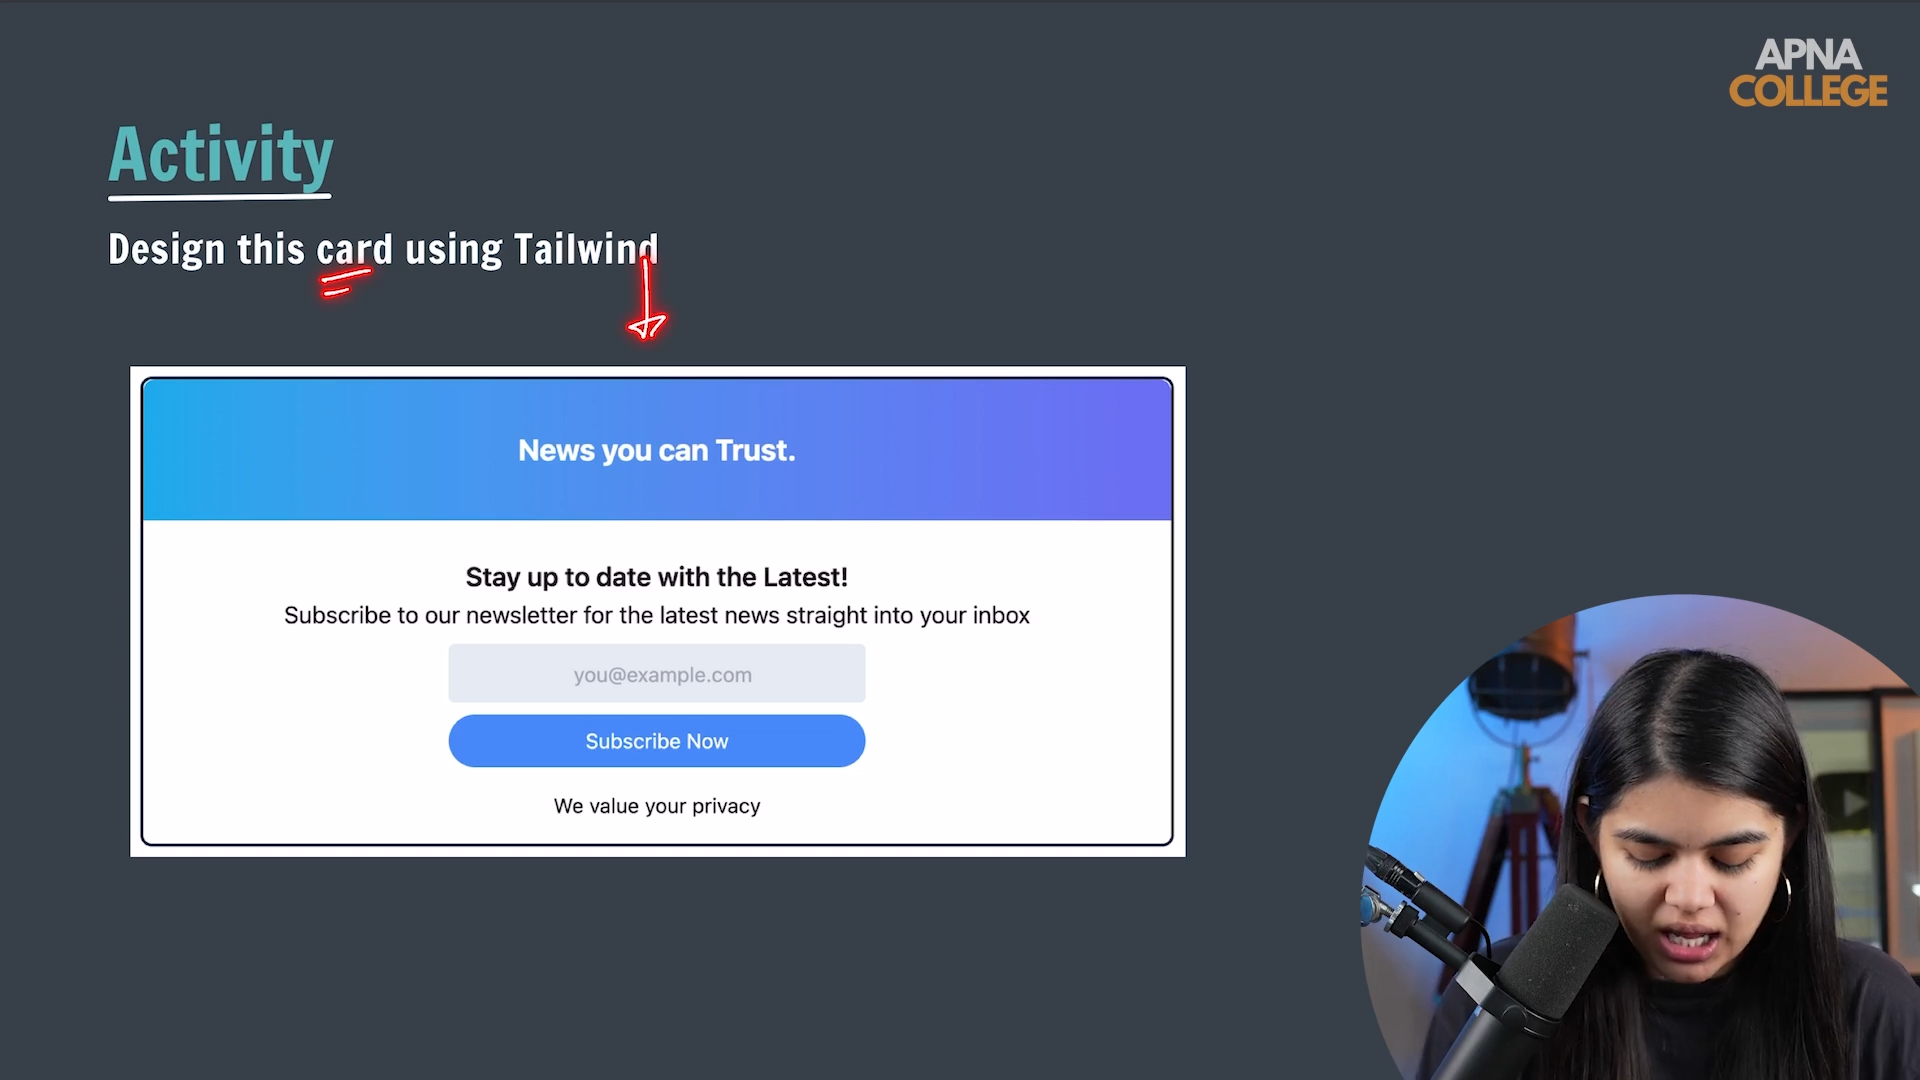 APNA
COLLEGE
Activity
Design this card using Tailwind
News you can Trust.
Stay up to date with the Latest!
Subscribe to our newsletter for the latest news straight into your inbox
you@example.com
Subscribe Now
We value your privacy